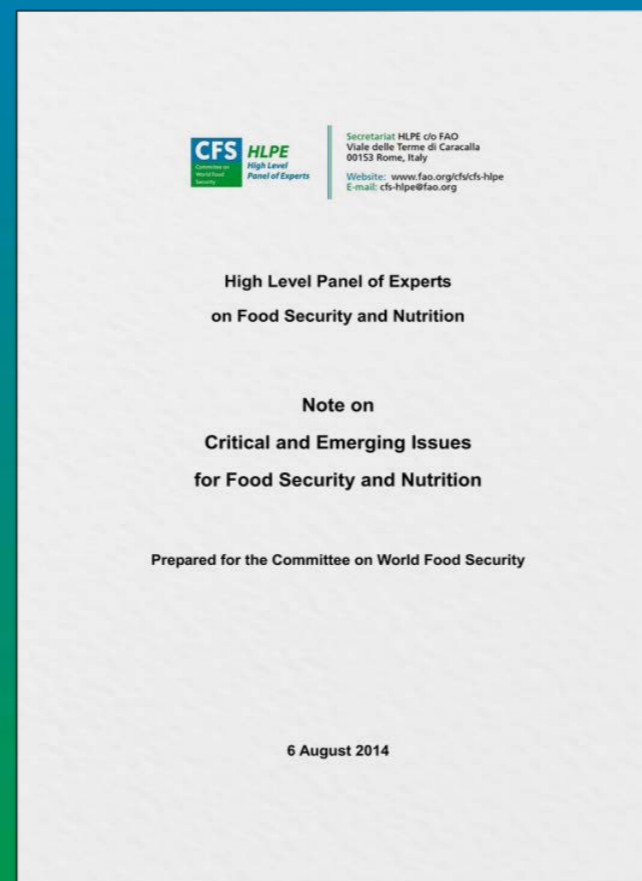 CFS
Committee on
World Food
Security
HLPE
High Level
Panel of Experts
Secretariat HLPE c/o FAO
Viale delle Terme di Caracalla
00153 Rome, Italy
Website: www.fao.org/cfs/cfs-hlpe
E-mail: cfs-hlpe@fao.org
High Level Panel of Experts
on Food Security and Nutrition
Note on
Critical and Emerging Issues
for Food Security and Nutrition
Prepared for the Committee on World Food Security
6 August 2014